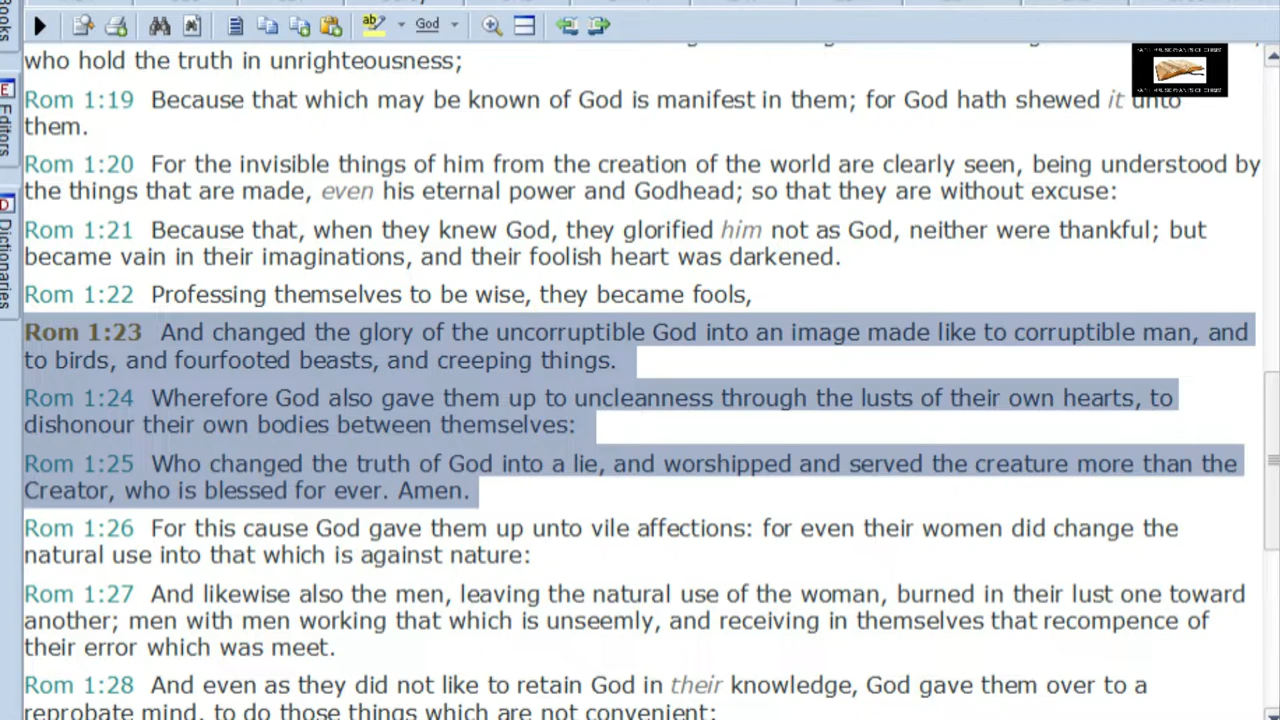 Books
Editors
Dictionaries
ab
God
who hold the truth in unrighteousness;
Rom 1:19 Because that which may be known of God is manifest in them; for God hath shewed it unto
them.
Rom 1:20 For the invisible things of him from the creation of the world are clearly seen, being understood by
the things that are made, even his eternal power and Godhead; so that they are without excuse:
Rom 1:21 Because that, when they knew God, they glorified him not as God, neither were thankful; but
became vain in their imaginations, and their foolish heart was darkened.
Rom 1:22 Professing themselves to be wise, they became fools,
Rom 1:23 And changed the glory of the uncorruptible God into an image made like to corruptible man, and
to birds, and fourfooted beasts, and creeping things.
Rom 1:24 Wherefore God also gave them up to uncleanness through the lusts of their own hearts, to
dishonour their own bodies between themselves:
Rom 1:25 Who changed the truth of God into a lie, and worshipped and served the creature more than the
Creator, who is blessed for ever. Amen.
Rom 1:26 For this cause God gave them up unto vile affections: for even their women did change the
natural use into that which is against nature:
Rom 1:27 And likewise also the men, leaving the natural use of the woman, burned in their lust one toward
another; men with men working that which is unseemly, and receiving in themselves that recompence of
their error which was meet.
Rom 1:28 And even as they did not like to retain God in their knowledge, God gave them over to a
reprobate mind, to do those things which are not convenient;